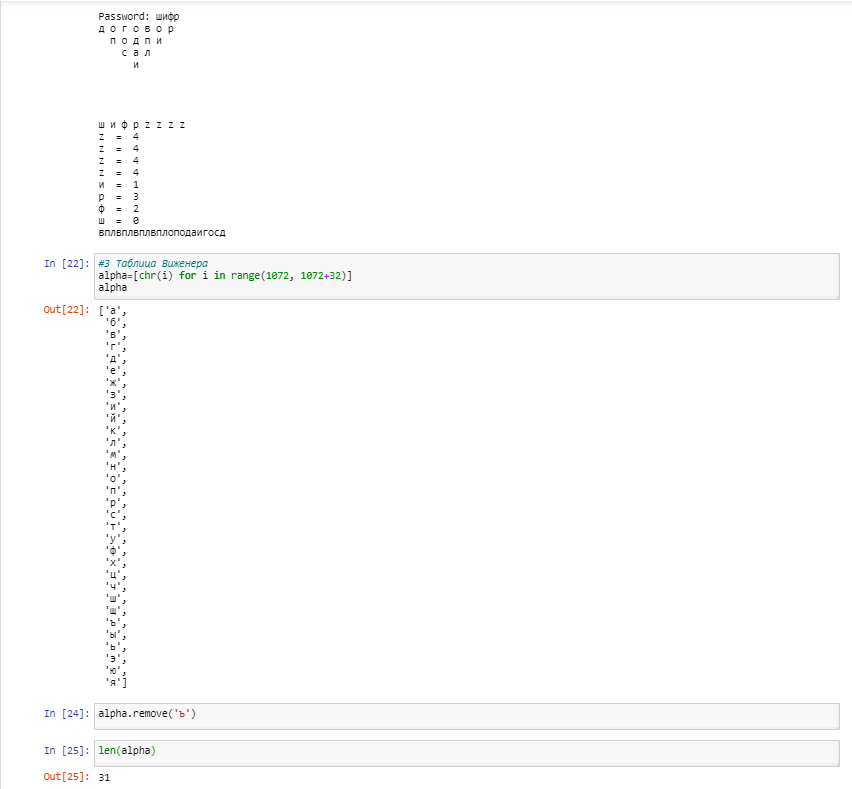 Password: шифр
д о г о в о р
п о д п и
с а л
и
ш и ф р z z z z
z = 4
z = 4
z = 4
z = 4
и = 1
р = 3
ф = 2
ш = 0
вплвплвплвплоподаигосд
In [22]: #3 Таблица Виженера
alpha=[chr(i) for i in range(1072, 1072+32)]
alpha
Out[22]: ['а',
'б',
'в',
'г',
'д',
'е',
'ж',
'з',
'и',
'й',
'к',
'л',
'м',
'н',
'о',
'п',
'р',
'с',
'т',
'у',
'ф',
'х',
'ц',
'ч',
'ш',
'щ',
'ъ',
'ы',
'ь',
'э',
'ю',
'я']
In [24]: alpha.remove('ъ')
In [25]: len(alpha)
Out[25]: 31